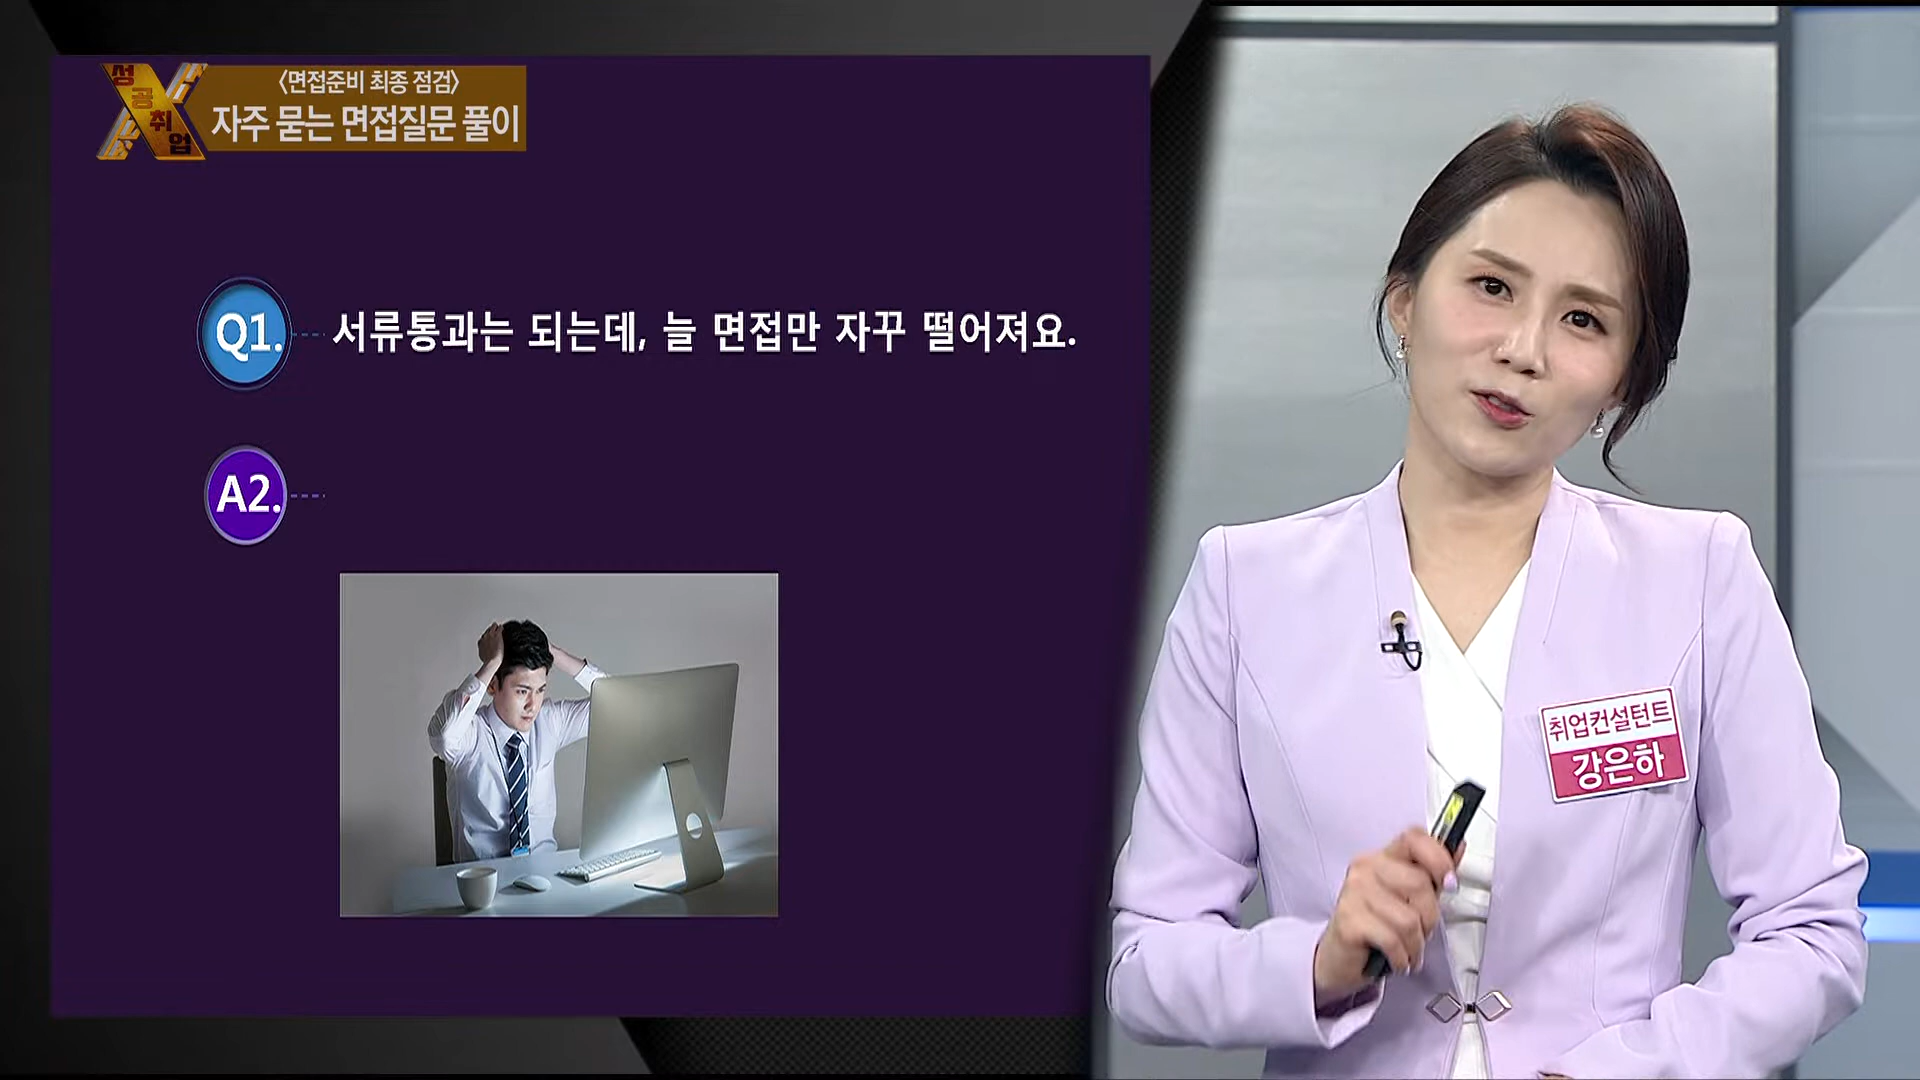 성공취업
<면접준비 최종 점검>
자주 묻는 면접질문 풀이
Q1. 서류통과는 되는데, 늘 면접만 자꾸 떨어져요.
A2.
취업컨설턴트
강은하